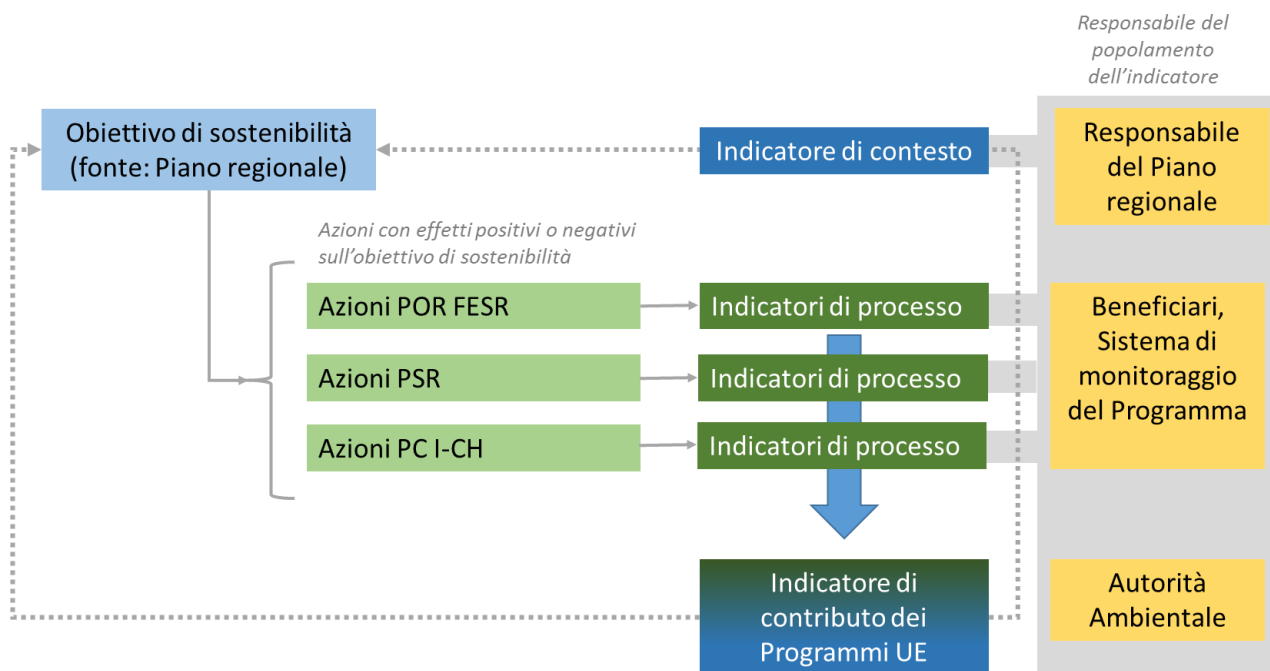 Responsabile del
popolamento
dell'indicatore
Obiettivo di sostenibilità
(fonte: Piano regionale)
Indicatore di contesto
Responsabile
del Piano
regionale
Azioni con effetti positivi o negativi
sull'obiettivo di sostenibilità
Azioni POR FESR
Indicatori di processo
Azioni PSR
Indicatori di processo
Azioni PC I-CH
Indicatori di processo
Beneficiari,
Sistema di
monitoraggio
del Programma
Indicatore di
contributo dei
Programmi UE
Autorità
Ambientale